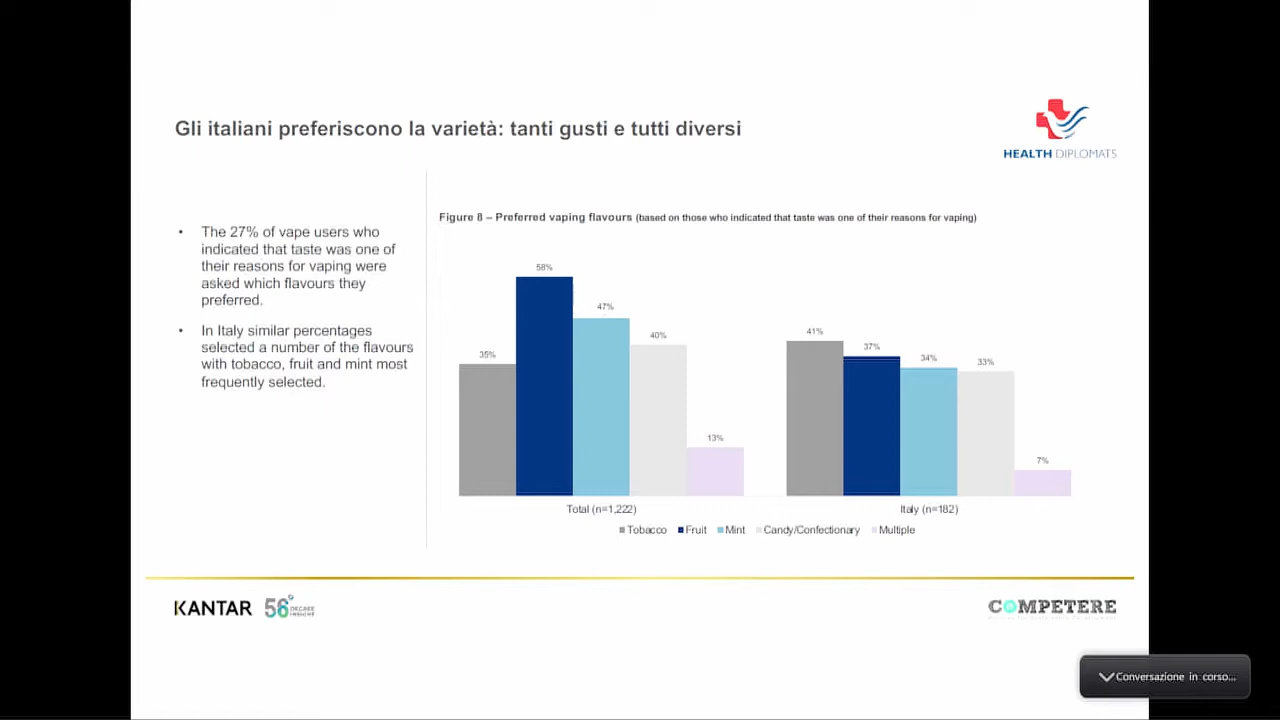 Gli italiani preferiscono la varietà: tanti gusti e tutti diversi
HEALTH DIPLOMATS
• The 27% of vape users who
indicated that taste was one of
their reasons for vaping were
asked which flavours they
preferred.
• In Italy similar percentages
selected a number of the flavours
with tobacco, fruit and mint most
frequently selected.
Figure 8 – Preferred vaping flavours (based on those who indicated that taste was one of their reasons for vaping)
35%
58%
47%
40%
13%
41%
37%
34%
33%
7%
Total (n=1,222)
Italy (n=182)
Tobacco Fruit Mint Candy/Confectionary Multiple
KANTAR
56°
DEGREE
INSIGHT
COMPETERE
Conversazione in corso...